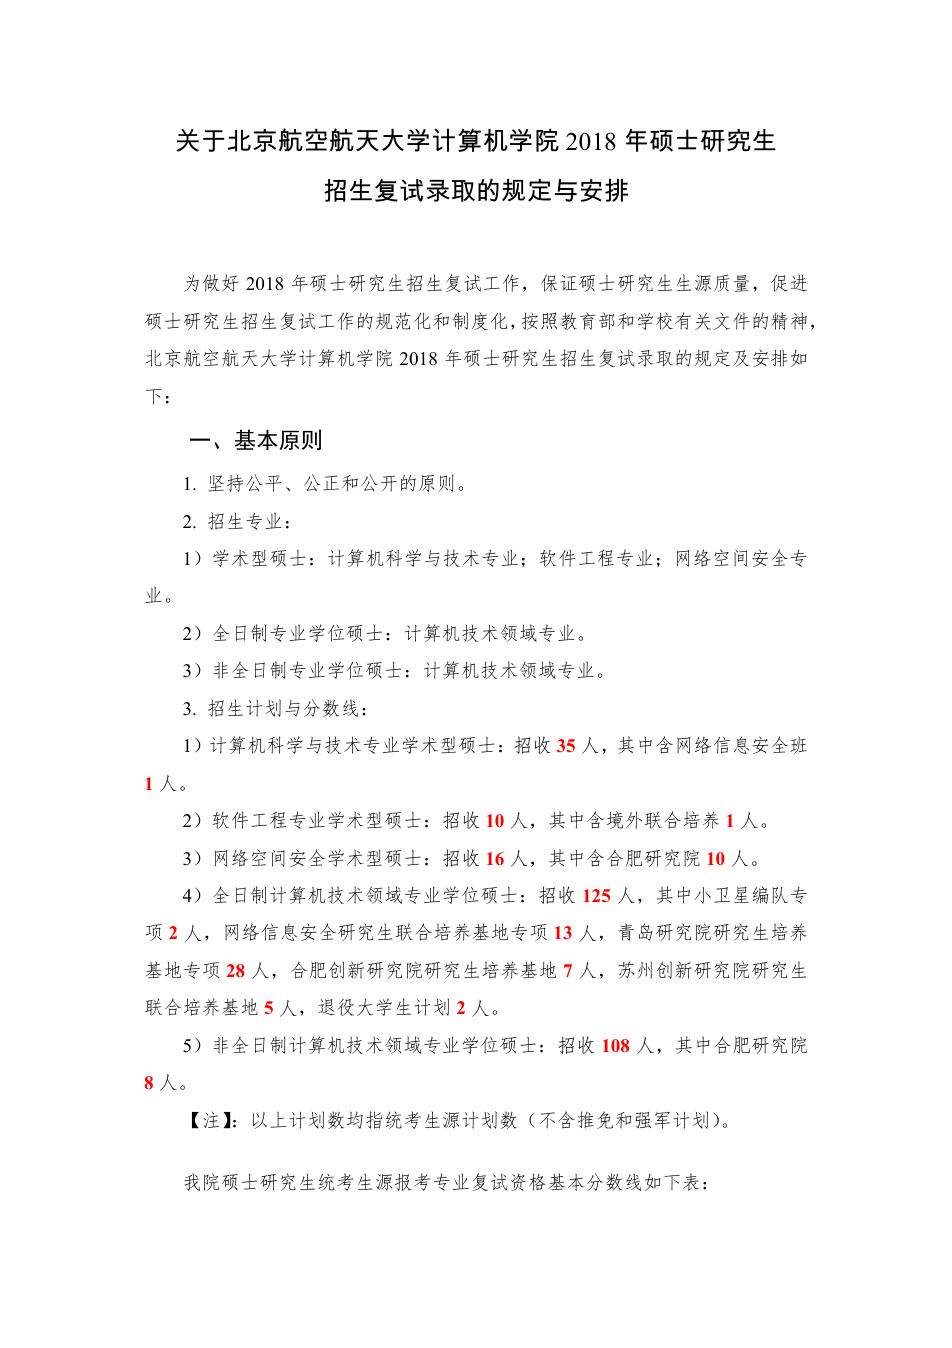 关于北京航空航天大学计算机学院 2018 年硕士研究生
招生复试录取的规定与安排
为做好 2018 年硕士研究生招生复试工作，保证硕士研究生生源质量，促进
硕士研究生招生复试工作的规范化和制度化，按照教育部和学校有关文件的精神，
北京航空航天大学计算机学院 2018 年硕士研究生招生复试录取的规定及安排如
下：
一、基本原则
1. 坚持公平、公正和公开的原则。
2. 招生专业：
1）学术型硕士：计算机科学与技术专业；软件工程专业；网络空间安全专
业。
2）全日制专业学位硕士：计算机技术领域专业。
3）非全日制专业学位硕士：计算机技术领域专业。
3. 招生计划与分数线：
1）计算机科学与技术专业学术型硕士：招收 35 人，其中含网络信息安全班
1 人。
2）软件工程专业学术型硕士：招收 10 人，其中含境外联合培养 1 人。
3）网络空间安全学术型硕士：招收 16 人，其中含合肥研究院 10 人。
4）全日制计算机技术领域专业学位硕士：招收 125 人，其中小卫星编队专
项 2 人，网络信息安全研究生联合培养基地专项 13 人，青岛研究院研究生培养
基地专项 28 人，合肥创新研究院研究生培养基地 7 人，苏州创新研究院研究生
联合培养基地 5 人，退役大学生计划 2 人。
5）非全日制计算机技术领域专业学位硕士：招收 108 人，其中合肥研究院
8 人。
【注】：以上计划数均指统考生源计划数（不含推免和强军计划）。
我院硕士研究生统考生源报考专业复试资格基本分数线如下表：